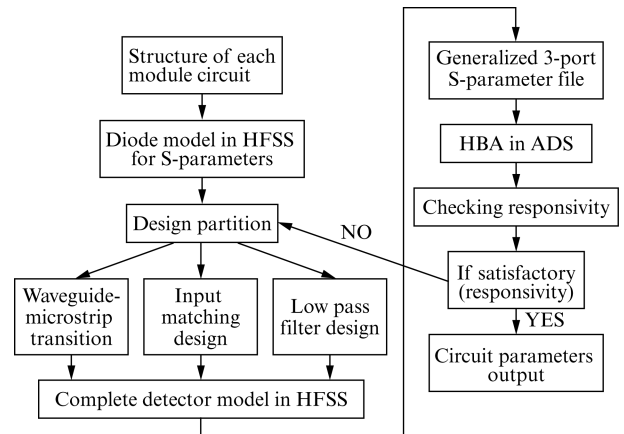 Structure of each
module circuit
Diode model in HFSS
for S-parameters
Design partition
Waveguide-
microstrip
transition
Input
matching
design
Low pass
filter design
Complete detector model in HFSS
Generalized 3-port
S-parameter file
HBA in ADS
Checking responsivity
If satisfactory
(responsivity)
NO
YES
Circuit parameters
output